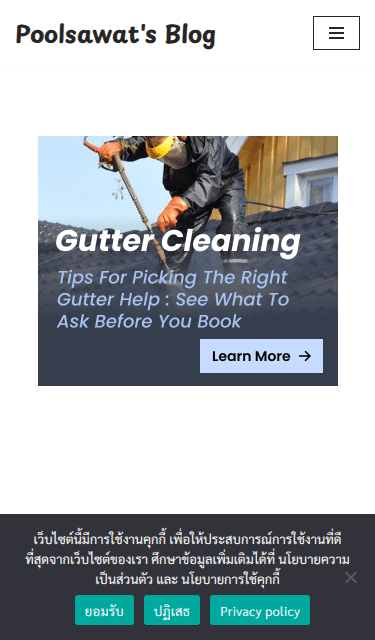 Poolsawat's Blog
Gutter Cleaning
Tips For Picking The Right
Gutter Help : See What To
Ask Before You Book
Learn More →
เว็บไซต์นี้มีการใช้งานคุกกี้ เพื่อให้ประสบการณ์การใช้งานที่ดี
ที่สุดจากเว็บไซต์ของเรา ศึกษาข้อมูลเพิ่มเติมได้ที่ นโยบายความ
เป็นส่วนตัว และ นโยบายการใช้คุกกี้
ยอมรับ ปฏิเสธ Privacy policy